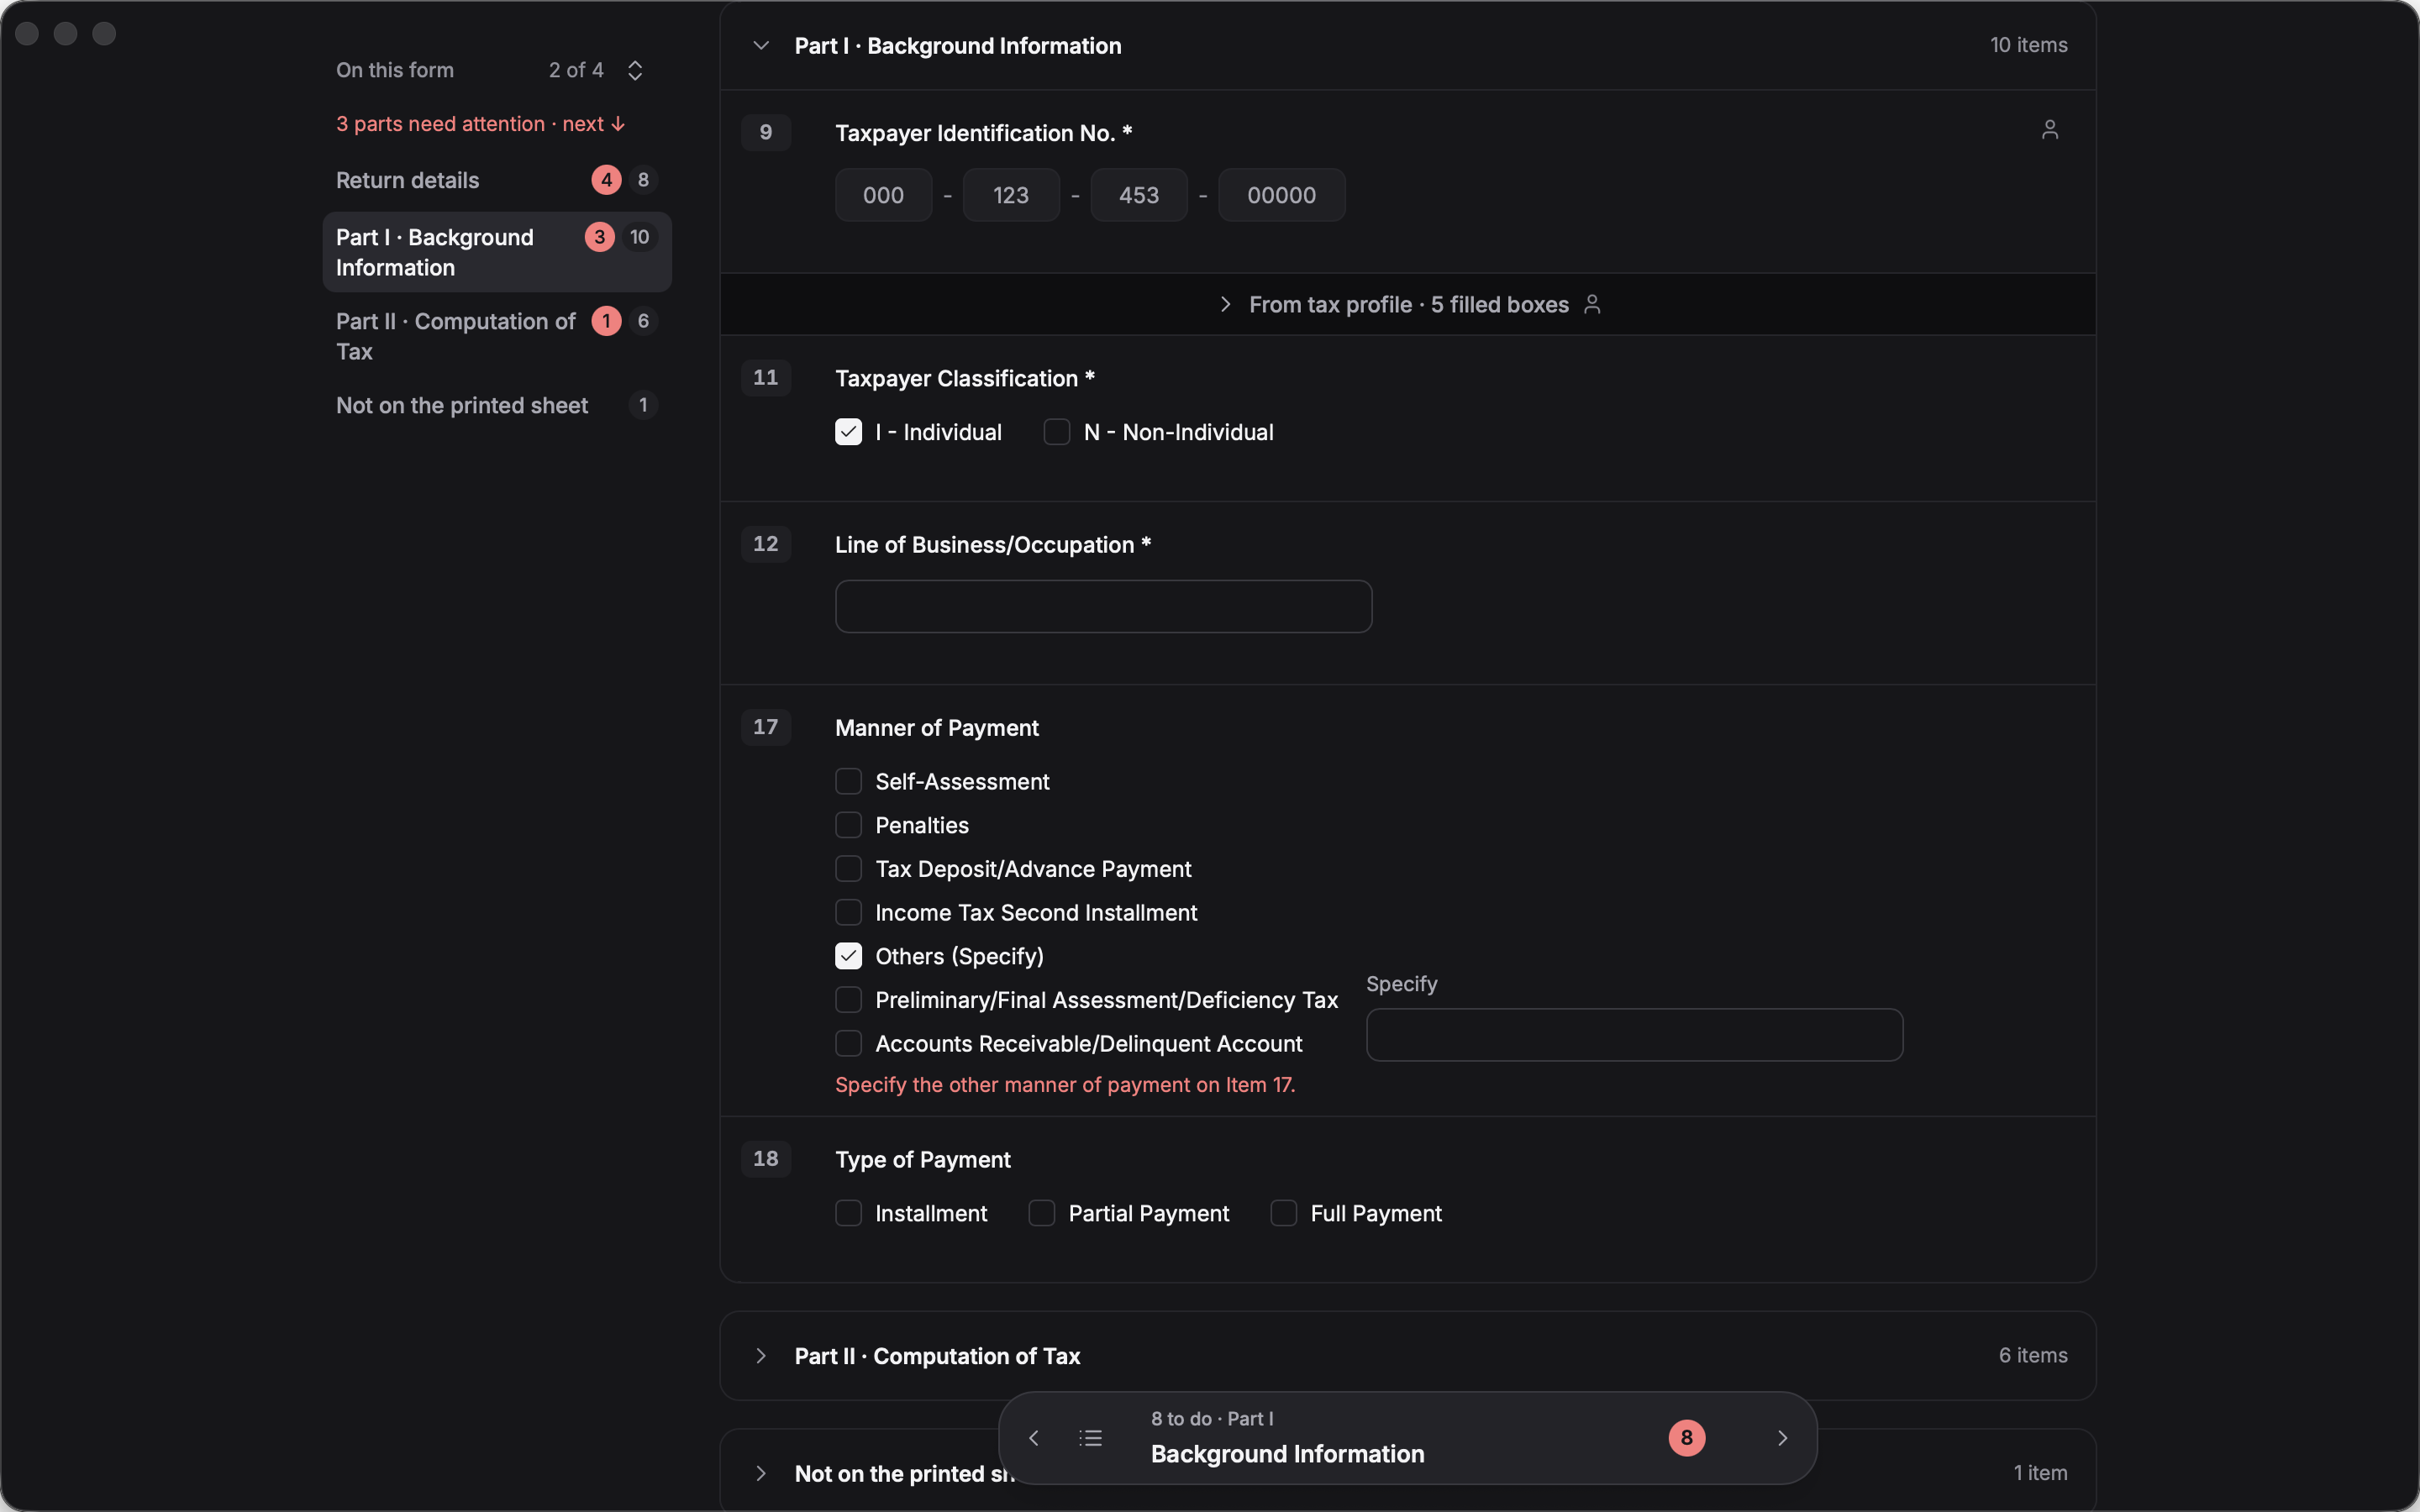 On this form 2 of 4
3 parts need attention · next ↓
Return details 4 8
Part I · Background Information 3 10
Part II · Computation of Tax 1 6
Not on the printed sheet 1
Part I · Background Information 10 items
9 Taxpayer Identification No. *
000 - 123 - 453 - 00000
From tax profile · 5 filled boxes
11 Taxpayer Classification *
I - Individual N - Non-Individual
12 Line of Business/Occupation *
17 Manner of Payment
Self-Assessment
Penalties
Tax Deposit/Advance Payment
Income Tax Second Installment
Others (Specify)
Preliminary/Final Assessment/Deficiency Tax
Accounts Receivable/Delinquent Account
Specify
Specify the other manner of payment on Item 17.
18 Type of Payment
Installment Partial Payment Full Payment
Part II · Computation of Tax 6 items
Not on the printed 1 item
8 to do · Part I
Background Information 8